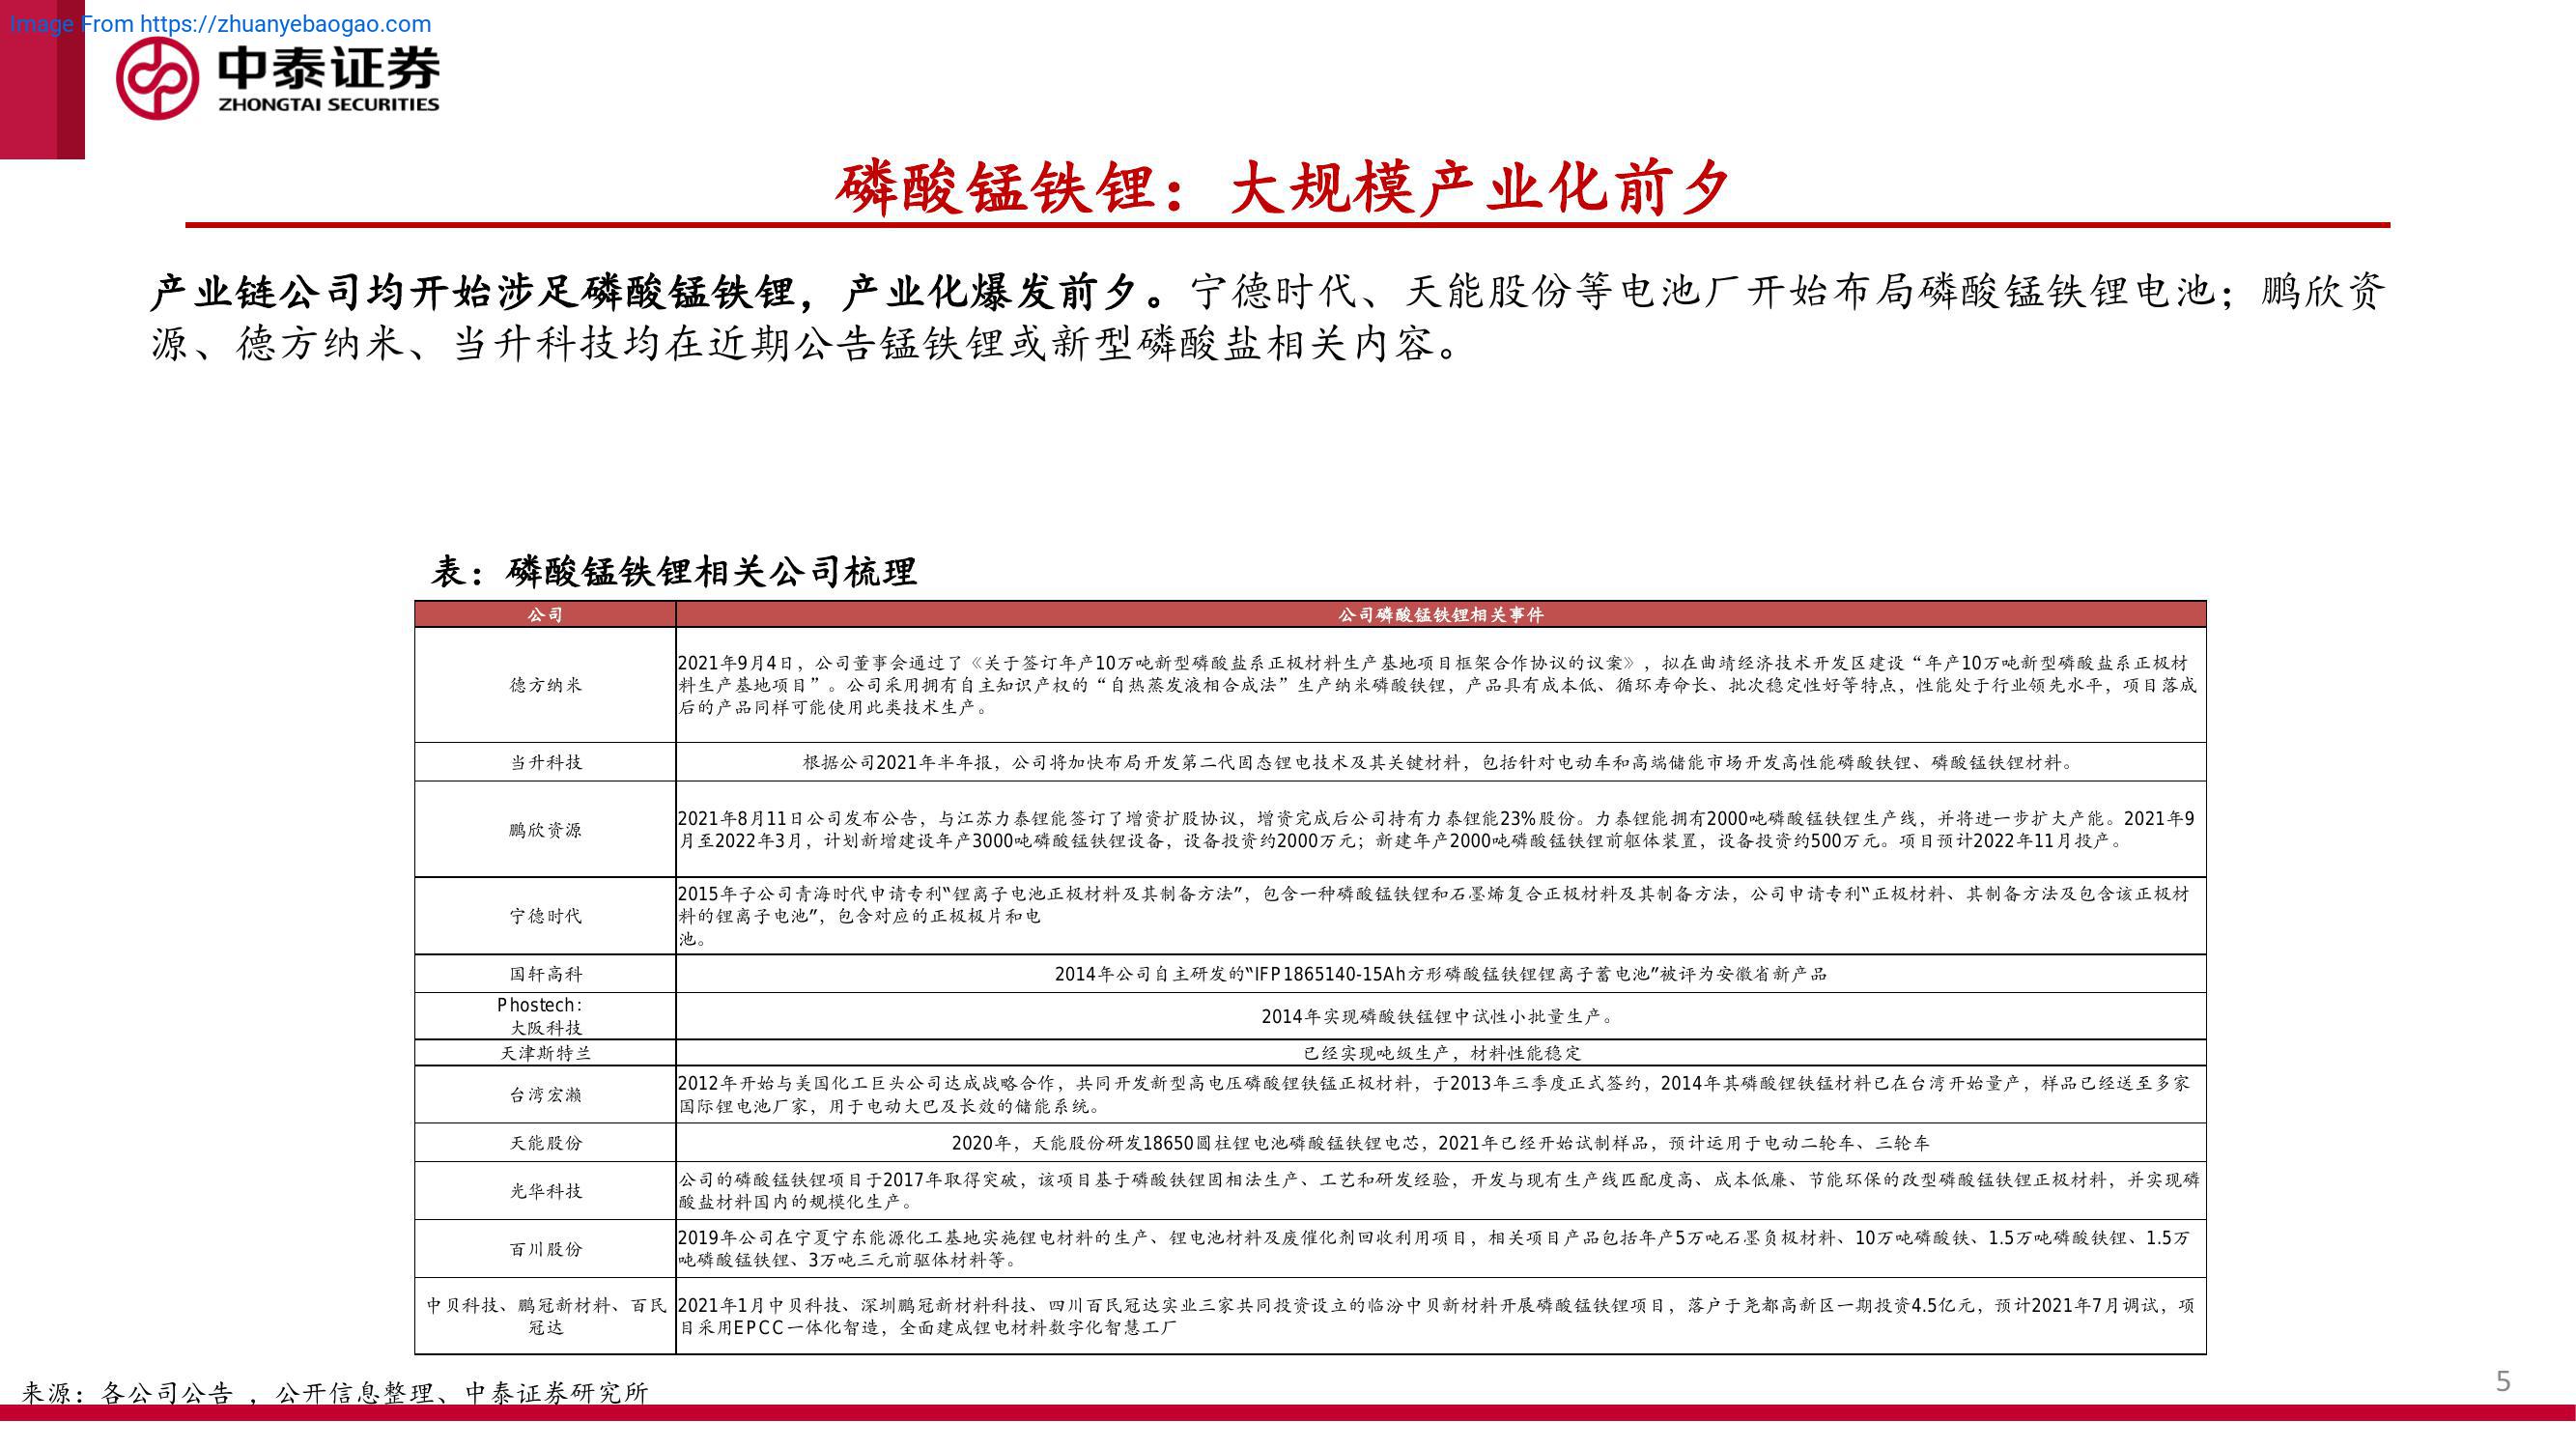 Image From https://zhuanyebaogao.com
中泰证券
ZHONGTAI SECURITIES
磷酸锰铁锂：大规模产业化前夕
产业链公司均开始涉足磷酸锰铁锂，产业化爆发前夕。宁德时代、天能股份等电池厂开始布局磷酸锰铁锂电池；鹏欣资
源、德方纳米、当升科技均在近期公告锰铁锂或新型磷酸盐相关内容。
表：磷酸锰铁锂相关公司梳理
公司 公司磷酸锰铁锂相关事件
德方纳米
2021年9月4日，公司董事会通过了《关于签订年产10万吨新型磷酸盐系正极材料生产基地项目框架合作协议的议案》，拟在曲靖经济技术开发区建设“年产10万吨新型磷酸盐系正极材
料生产基地项目”。公司采用拥有自主知识产权的“自热蒸发液相合成法”生产纳米磷酸铁锂，产品具有成本低、循环寿命长、批次稳定性好等特点，性能处于行业领先水平，项目落成
后的产品同样可能使用此类技术生产。
当升科技 根据公司2021年半年报，公司将加快布局开发第二代固态锂电技术及其关键材料，包括针对电动车和高端储能市场开发高性能磷酸铁锂、磷酸锰铁锂材料。
鹏欣资源
2021年8月11日公司发布公告，与江苏力泰锂能签订了增资扩股协议，增资完成后公司持有力泰锂能23%股份。力泰锂能拥有2000吨磷酸锰铁锂生产线，并将进一步扩大产能。2021年9
月至2022年3月，计划新增建设年产3000吨磷酸锰铁锂设备，设备投资约2000万元；新建年产2000吨磷酸锰铁锂前躯体装置，设备投资约500万元。项目预计2022年11月投产。
宁德时代
2015年子公司青海时代申请专利“锂离子电池正极材料及其制备方法”，包含一种磷酸锰铁锂和石墨烯复合正极材料及其制备方法，公司申请专利“正极材料、其制备方法及包含该正极材
料的锂离子电池”，包含对应的正极极片和电
池。
国轩高科 2014年公司自主研发的“IFP1865140-15Ah方形磷酸锰铁锂锂离子蓄电池”被评为安徽省新产品
Phostech：
大阪科技
2014年实现磷酸铁锰锂中试性小批量生产。
天津斯特兰 已经实现吨级生产，材料性能稳定
台湾宏濑
2012年开始与美国化工巨头公司达成战略合作，共同开发新型高电压磷酸锂铁锰正极材料，于2013年三季度正式签约，2014年其磷酸锂铁锰材料已在台湾开始量产，样品已经送至多家
国际锂电池厂家，用于电动大巴及长效的储能系统。
天能股份 2020年，天能股份研发18650圆柱锂电池磷酸锰铁锂电芯，2021年已经开始试制样品，预计运用于电动二轮车、三轮车
光华科技
公司的磷酸锰铁锂项目于2017年取得突破，该项目基于磷酸铁锂固相法生产、工艺和研发经验，开发与现有生产线匹配度高、成本低廉、节能环保的改型磷酸锰铁锂正极材料，并实现磷
酸盐材料国内的规模化生产。
百川股份
2019年公司在宁夏宁东能源化工基地实施锂电材料的生产、锂电池材料及废催化剂回收利用项目，相关项目产品包括年产5万吨石墨负极材料、10万吨磷酸铁、1.5万吨磷酸铁锂、1.5万
吨磷酸锰铁锂、3万吨三元前驱体材料等。
中贝科技、鹏冠新材料、百民
冠达
2021年1月中贝科技、深圳鹏冠新材料科技、四川百民冠达实业三家共同投资设立的临汾中贝新材料开展磷酸锰铁锂项目，落户于尧都高新区一期投资4.5亿元，预计2021年7月调试，项
目采用EPCC一体化智造，全面建成锂电材料数字化智慧工厂
来源：各公司公告 ，公开信息整理、中泰证券研究所
5